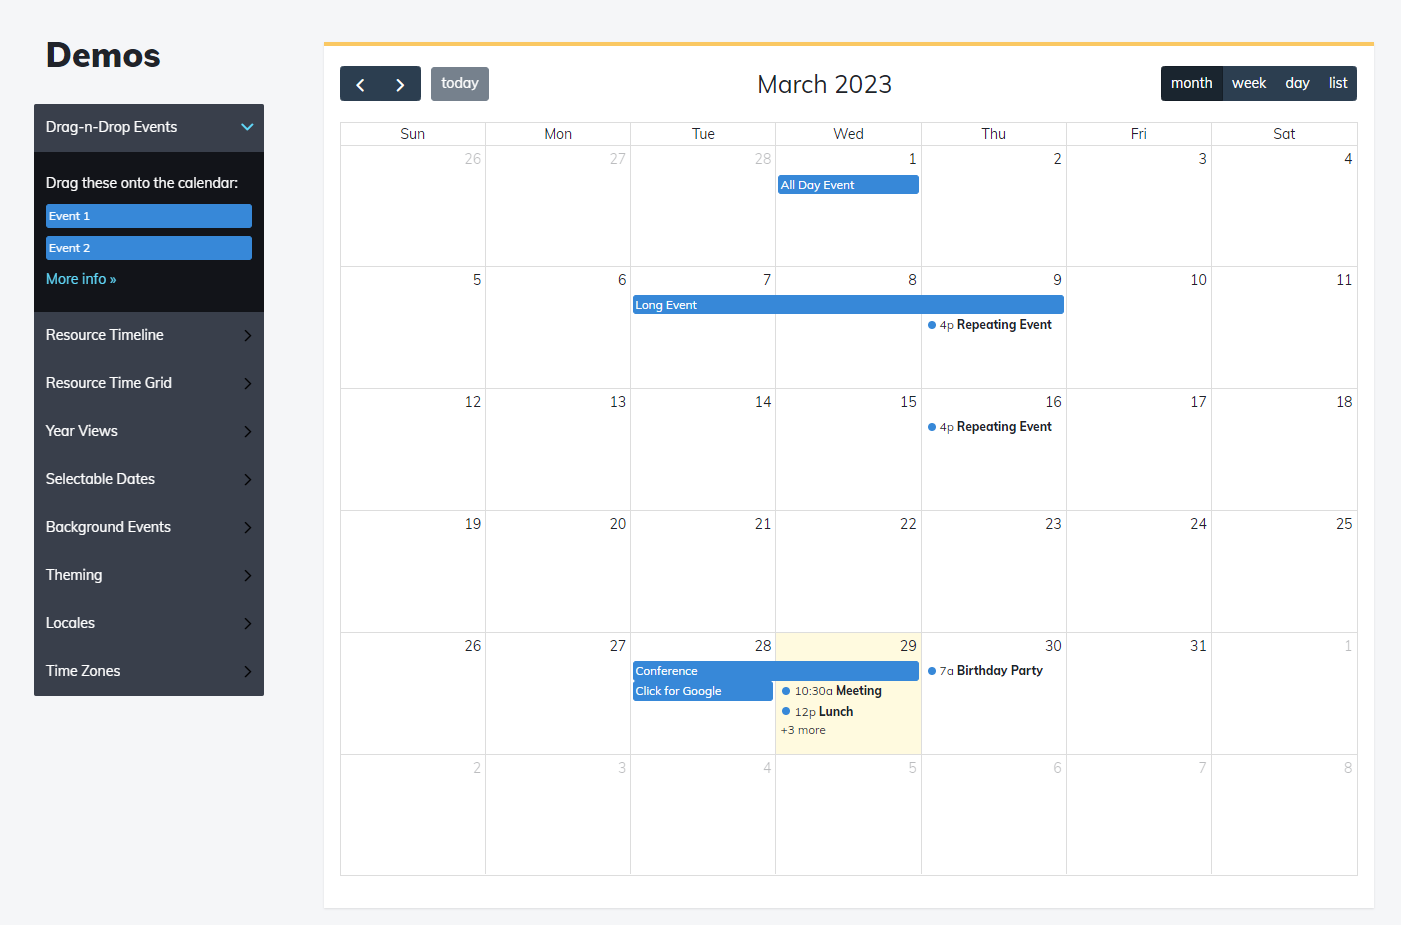 Demos
Drag-n-Drop Events
Drag these onto the calendar:
Event 1
Event 2
More info »
Resource Timeline
Resource Time Grid
Year Views
Selectable Dates
Background Events
Theming
Locales
Time Zones
today
March 2023
month week day list
Sun Mon Tue Wed Thu Fri Sat
26 27 28 1 2 3 4
All Day Event
5 6 7 8 9 10 11
Long Event
4p Repeating Event
12 13 14 15 16 17 18
4p Repeating Event
19 20 21 22 23 24 25
26 27 28 29 30 31 1
Conference 7a Birthday Party
Click for Google 10:30a Meeting
12p Lunch
+3 more
2 3 4 5 6 7 8